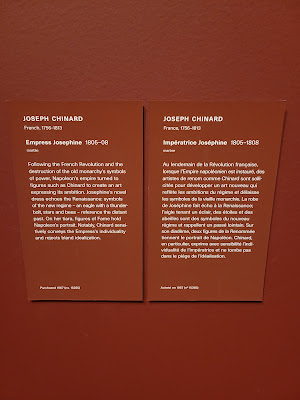 JOSEPH CHINARD
French, 1756-1813
Empress Josephine 1805-08
marble
Following the French Revolution and the
destruction of the old monarchy's symbols
of power, Napoleon's empire turned to
figures such as Chinard to create an art
expressing its ambitions. Josephine's novel
dress echoes the Renaissance; symbols
of the new regime – an eagle with a thunder-
bolt, stars and bees – reference the distant
past. On her tiara, figures of Fame hold
Napoleon's portrait. Notably, Chinard sensi-
tively conveys the Empress's individuality
and rejects bland idealization.
Purchased 1967
JOSEPH CHINARD
France, 1756-1813
Impératrice Joséphine 1805-1808
marbre
Au lendemain de la Révolution française,
lorsque l'Empire napoléonien est instauré, des
artistes de renom comme Chinard sont solli-
cités pour développer un art nouveau qui
reflète les ambitions du régime et délaisse
les symboles de la vieille monarchie. La robe
de Joséphine fait écho à la Renaissance;
l'aigle tenant un éclair, des étoiles et des
abeilles sont des symboles du nouveau
régime et rappellent un passé lointain. Sur
son diadème, deux figures de la Renommée
tiennent le portrait de Napoléon. Chinard,
en particulier, exprime avec sensibilité l'indi-
vidualité de l'Impératrice et ne tombe pas
dans le piège de l'idéalisation.
Acheté en 1967